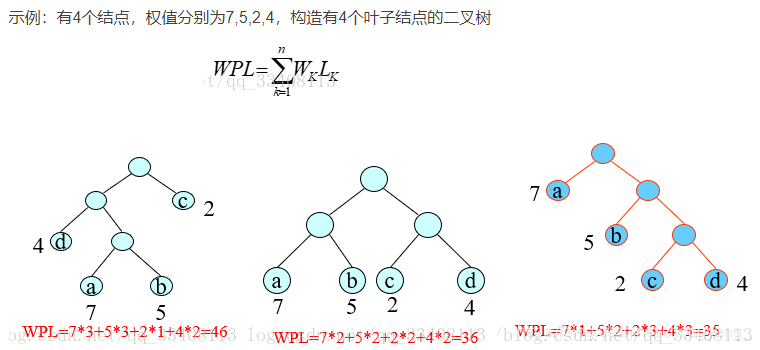 示例：有4个结点，权值分别为7,5,2,4，构造有4个叶子结点的二叉树
WPL=∑WKLK
n
k=1
c 2
4 d
a b
7 5
a b c d
7 5 2 4
7 a
5 b
2 c d 4
WPL=7*3+5*3+2*1+4*2=46
WPL=7*2+5*2+2*2+4*2=36
WPL=7*1+5*2+2*3+4*3=35